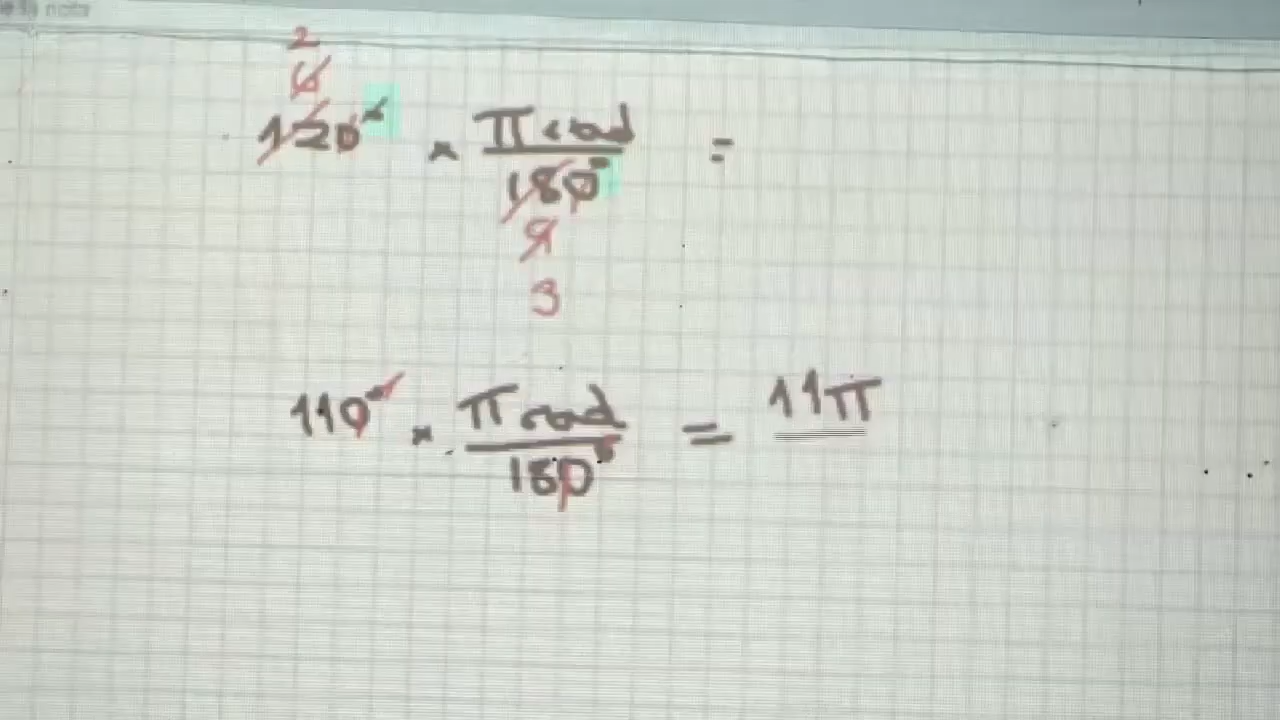 2
6
120° × π rad / 180° =
9
3
110° × π rad / 180° = 11π